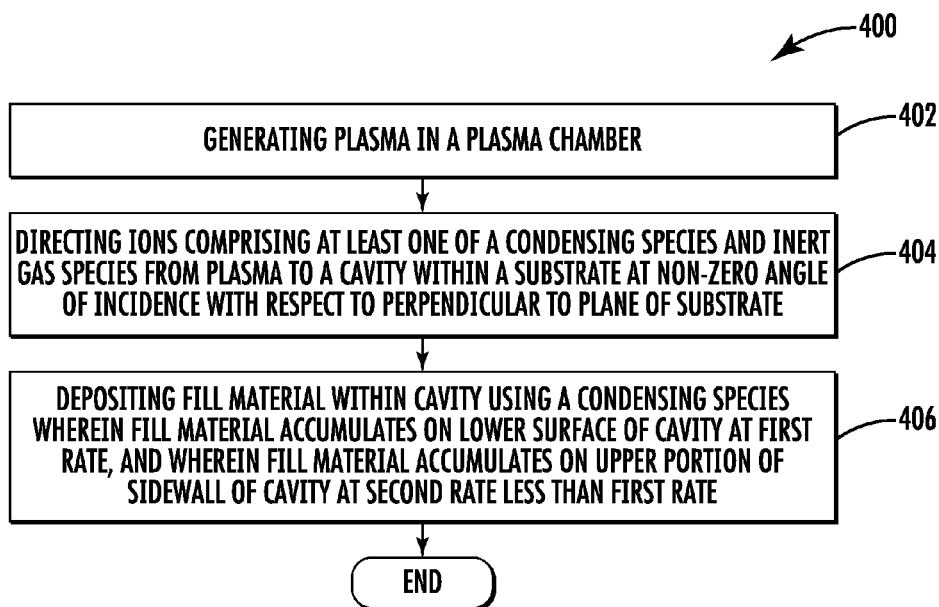 400
GENERATING PLASMA IN A PLASMA CHAMBER
402
DIRECTING IONS COMPRISING AT LEAST ONE OF A CONDENSING SPECIES AND INERT
GAS SPECIES FROM PLASMA TO A CAVITY WITHIN A SUBSTRATE AT NON-ZERO ANGLE
OF INCIDENCE WITH RESPECT TO PERPENDICULAR TO PLANE OF SUBSTRATE
404
DEPOSITING FILL MATERIAL WITHIN CAVITY USING A CONDENSING SPECIES
WHEREIN FILL MATERIAL ACCUMULATES ON LOWER SURFACE OF CAVITY AT FIRST
RATE, AND WHEREIN FILL MATERIAL ACCUMULATES ON UPPER PORTION OF
SIDEWALL OF CAVITY AT SECOND RATE LESS THAN FIRST RATE
406
END